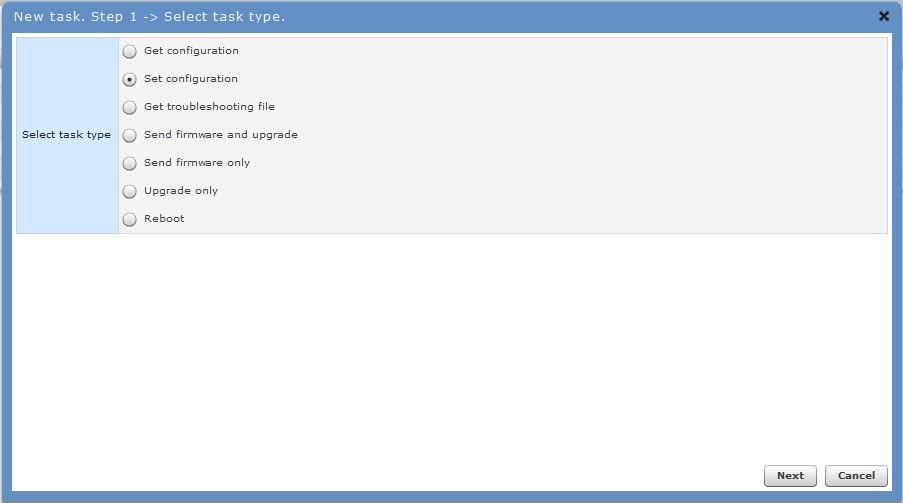 New task. Step 1 -> Select task type.
Get configuration
Set configuration
Get troubleshooting file
Select task type
Send firmware and upgrade
Send firmware only
Upgrade only
Reboot
Next
Cancel